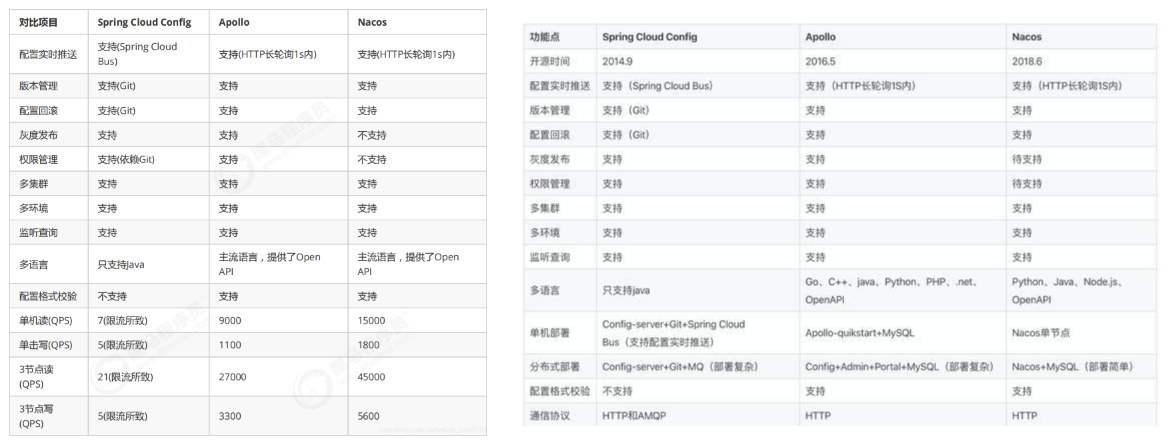 对比项目 Spring Cloud Config Apollo Nacos
配置实时推送 支持(Spring Cloud Bus) 支持(HTTP长轮询1s内) 支持(HTTP长轮询1s内)
版本管理 支持(Git) 支持 支持
配置回滚 支持(Git) 支持 支持
灰度发布 支持 支持 不支持
权限管理 支持(依赖Git) 支持 不支持
多集群 支持 支持 支持
多环境 支持 支持 支持
监听查询 支持 支持 支持
多语言 只支持Java 主流语言，提供了Open API 主流语言，提供了Open API
配置格式校验 不支持 支持 支持
单机读(QPS) 7(限流所致) 9000 15000
单击写(QPS) 5(限流所致) 1100 1800
3节点读(QPS) 21(限流所致) 27000 45000
3节点写(QPS) 5(限流所致) 3300 5600
功能点 Spring Cloud Config Apollo Nacos
开源时间 2014.9 2016.5 2018.6
配置实时推送 支持（Spring Cloud Bus） 支持（HTTP长轮询1S内） 支持（HTTP长轮询1S内）
版本管理 支持（Git） 支持 支持
配置回滚 支持（Git） 支持 支持
灰度发布 支持 支持 待支持
权限管理 支持 支持 待支持
多集群 支持 支持 支持
多环境 支持 支持 支持
监听查询 支持 支持 支持
多语言 只支持java Go、C++、java、Python、PHP、.net、OpenAPI Python、Java、Node.js、OpenAPI
单机部署 Config-server+Git+Spring Cloud Bus（支持配置实时推送） Apollo-quikstart+MySQL Nacos单节点
分布式部署 Config-server+Git+MQ（部署复杂） Config+Admin+Portal+MySQL（部署复杂） Nacos+MySQL（部署简单）
配置格式校验 不支持 支持 支持
通信协议 HTTP和AMQP HTTP HTTP
黑马程序员
黑马程序员
黑马程序员